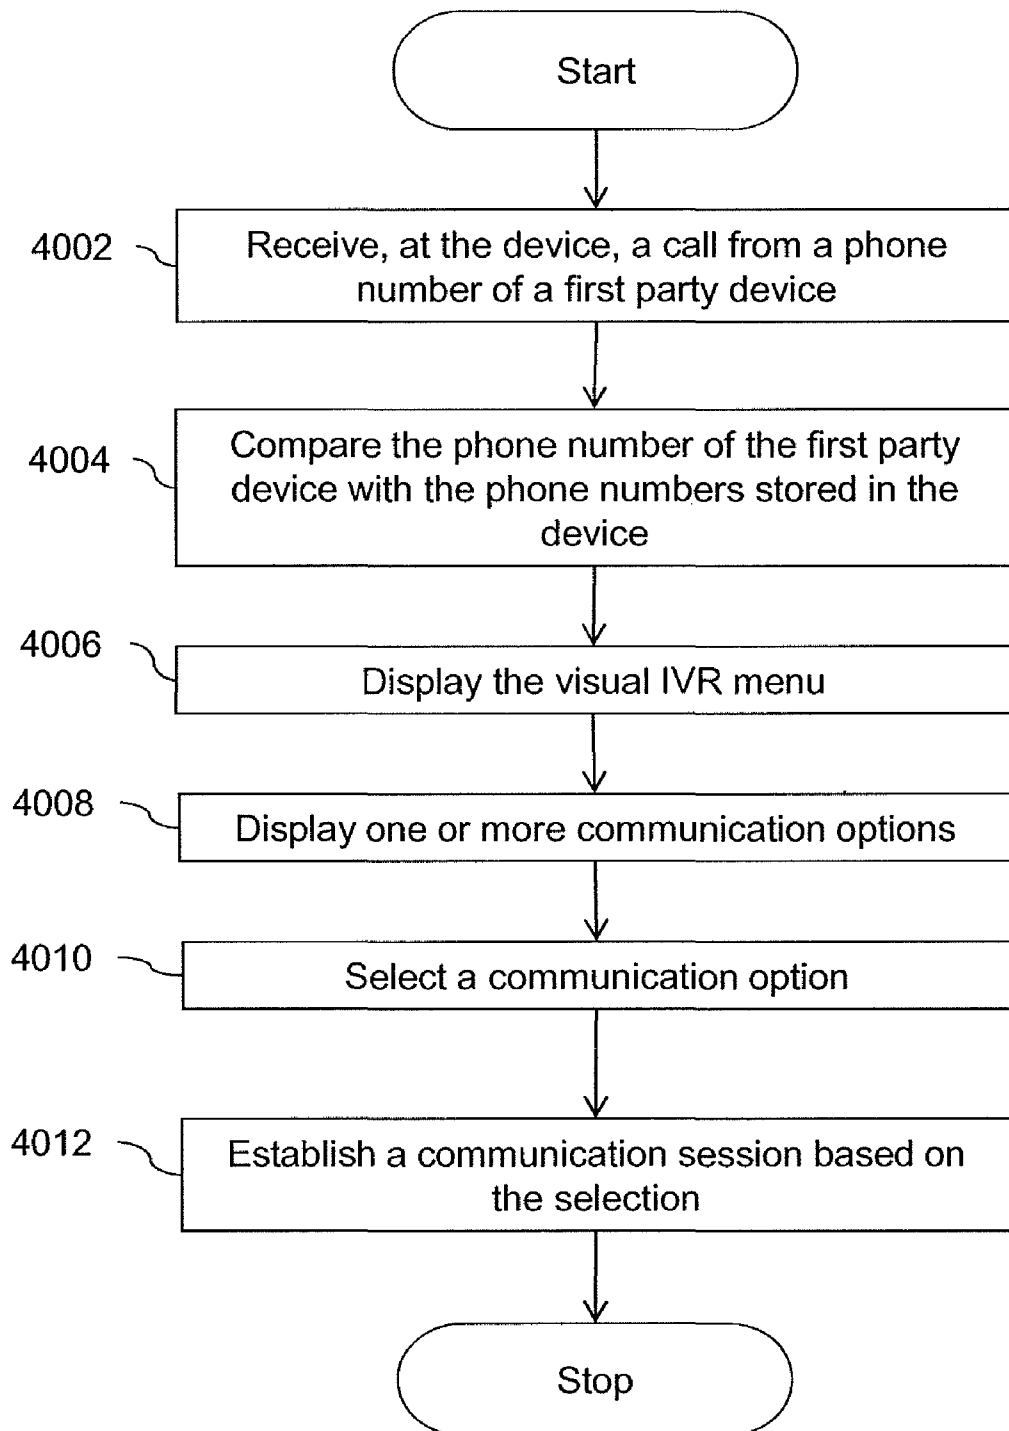 Start
4002
Receive, at the device, a call from a phone
number of a first party device
4004
Compare the phone number of the first party
device with the phone numbers stored in the
device
4006
Display the visual IVR menu
4008
Display one or more communication options
4010
Select a communication option
4012
Establish a communication session based on
the selection
Stop